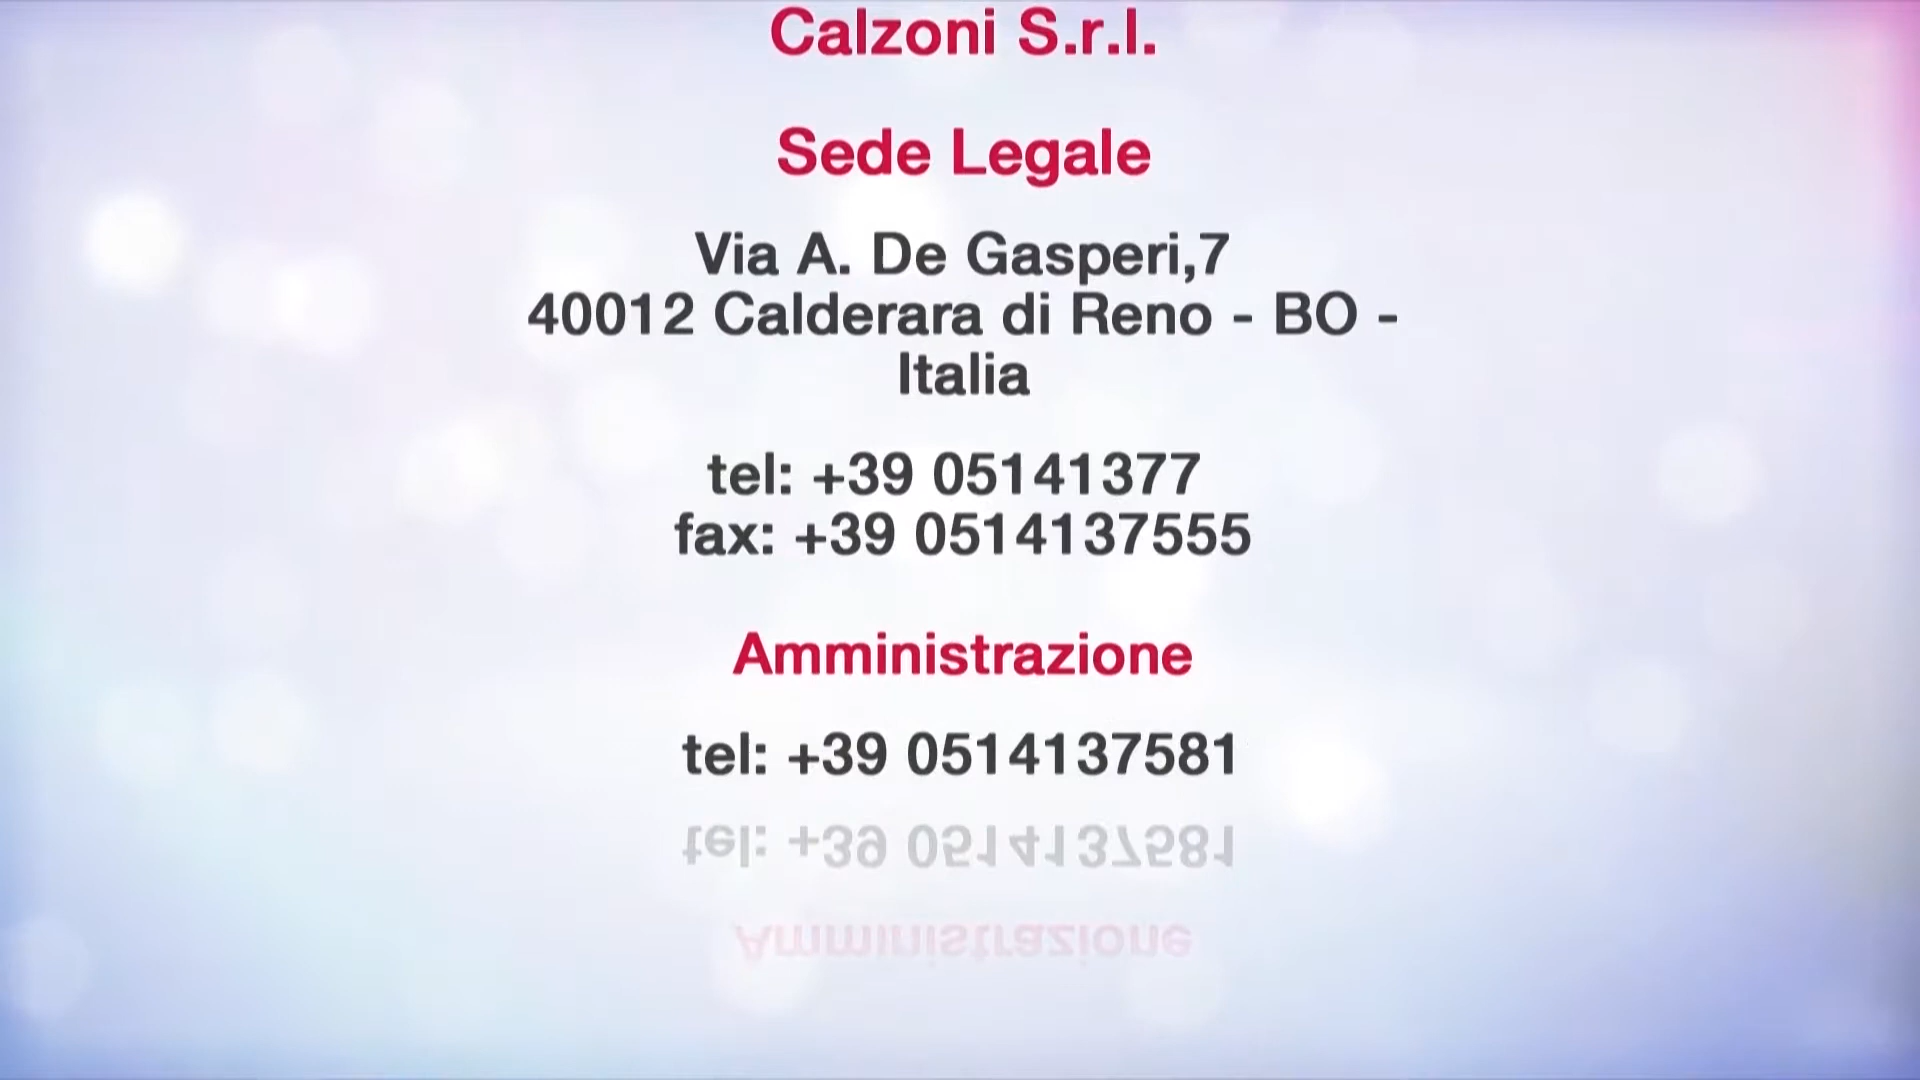 Calzoni S.r.l.
Sede Legale
Via A. De Gasperi,7
40012 Calderara di Reno - BO -
Italia
tel: +39 05141377
fax: +39 0514137555
Amministrazione
tel: +39 0514137581